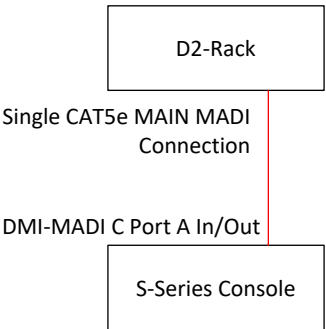 D2-Rack
Single CAT5e MAIN MADI
Connection
DMI-MADI C Port A In/Out
S-Series Console